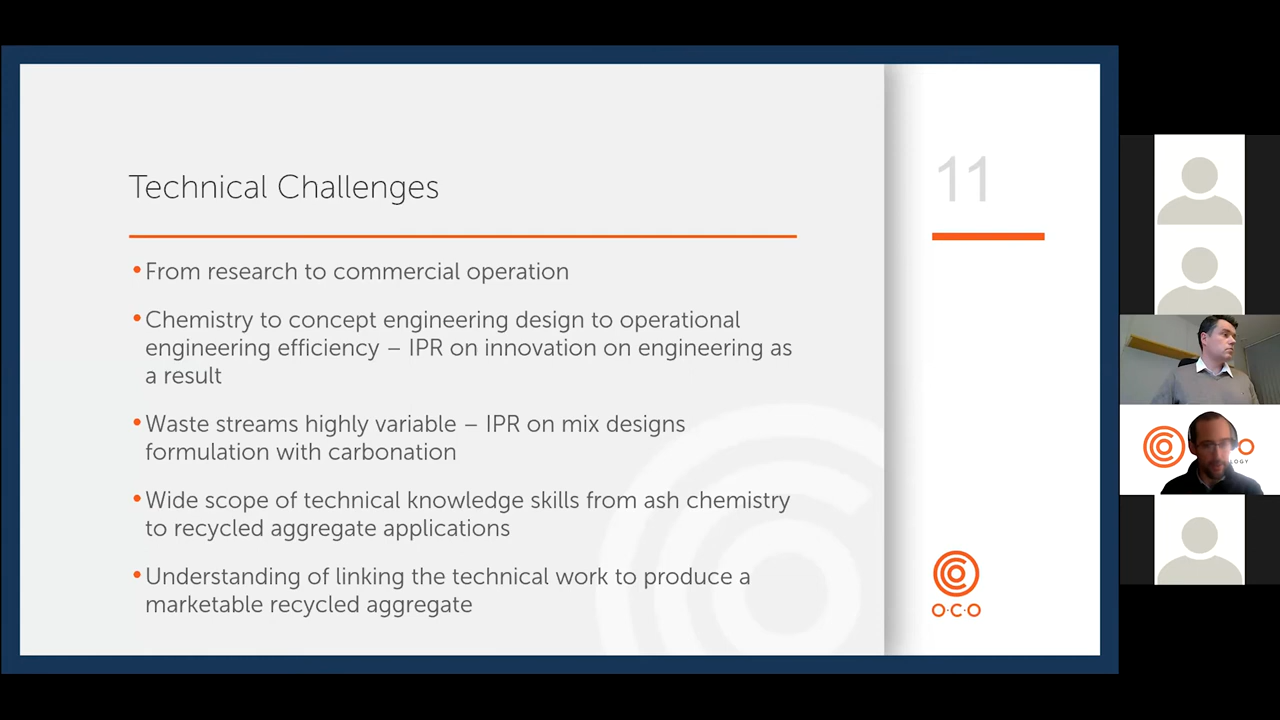 Technical Challenges
11
•From research to commercial operation
•Chemistry to concept engineering design to operational
engineering efficiency – IPR on innovation on engineering as
a result
•Waste streams highly variable – IPR on mix designs
formulation with carbonation
•Wide scope of technical knowledge skills from ash chemistry
to recycled aggregate applications
•Understanding of linking the technical work to produce a
marketable recycled aggregate
O·C·O